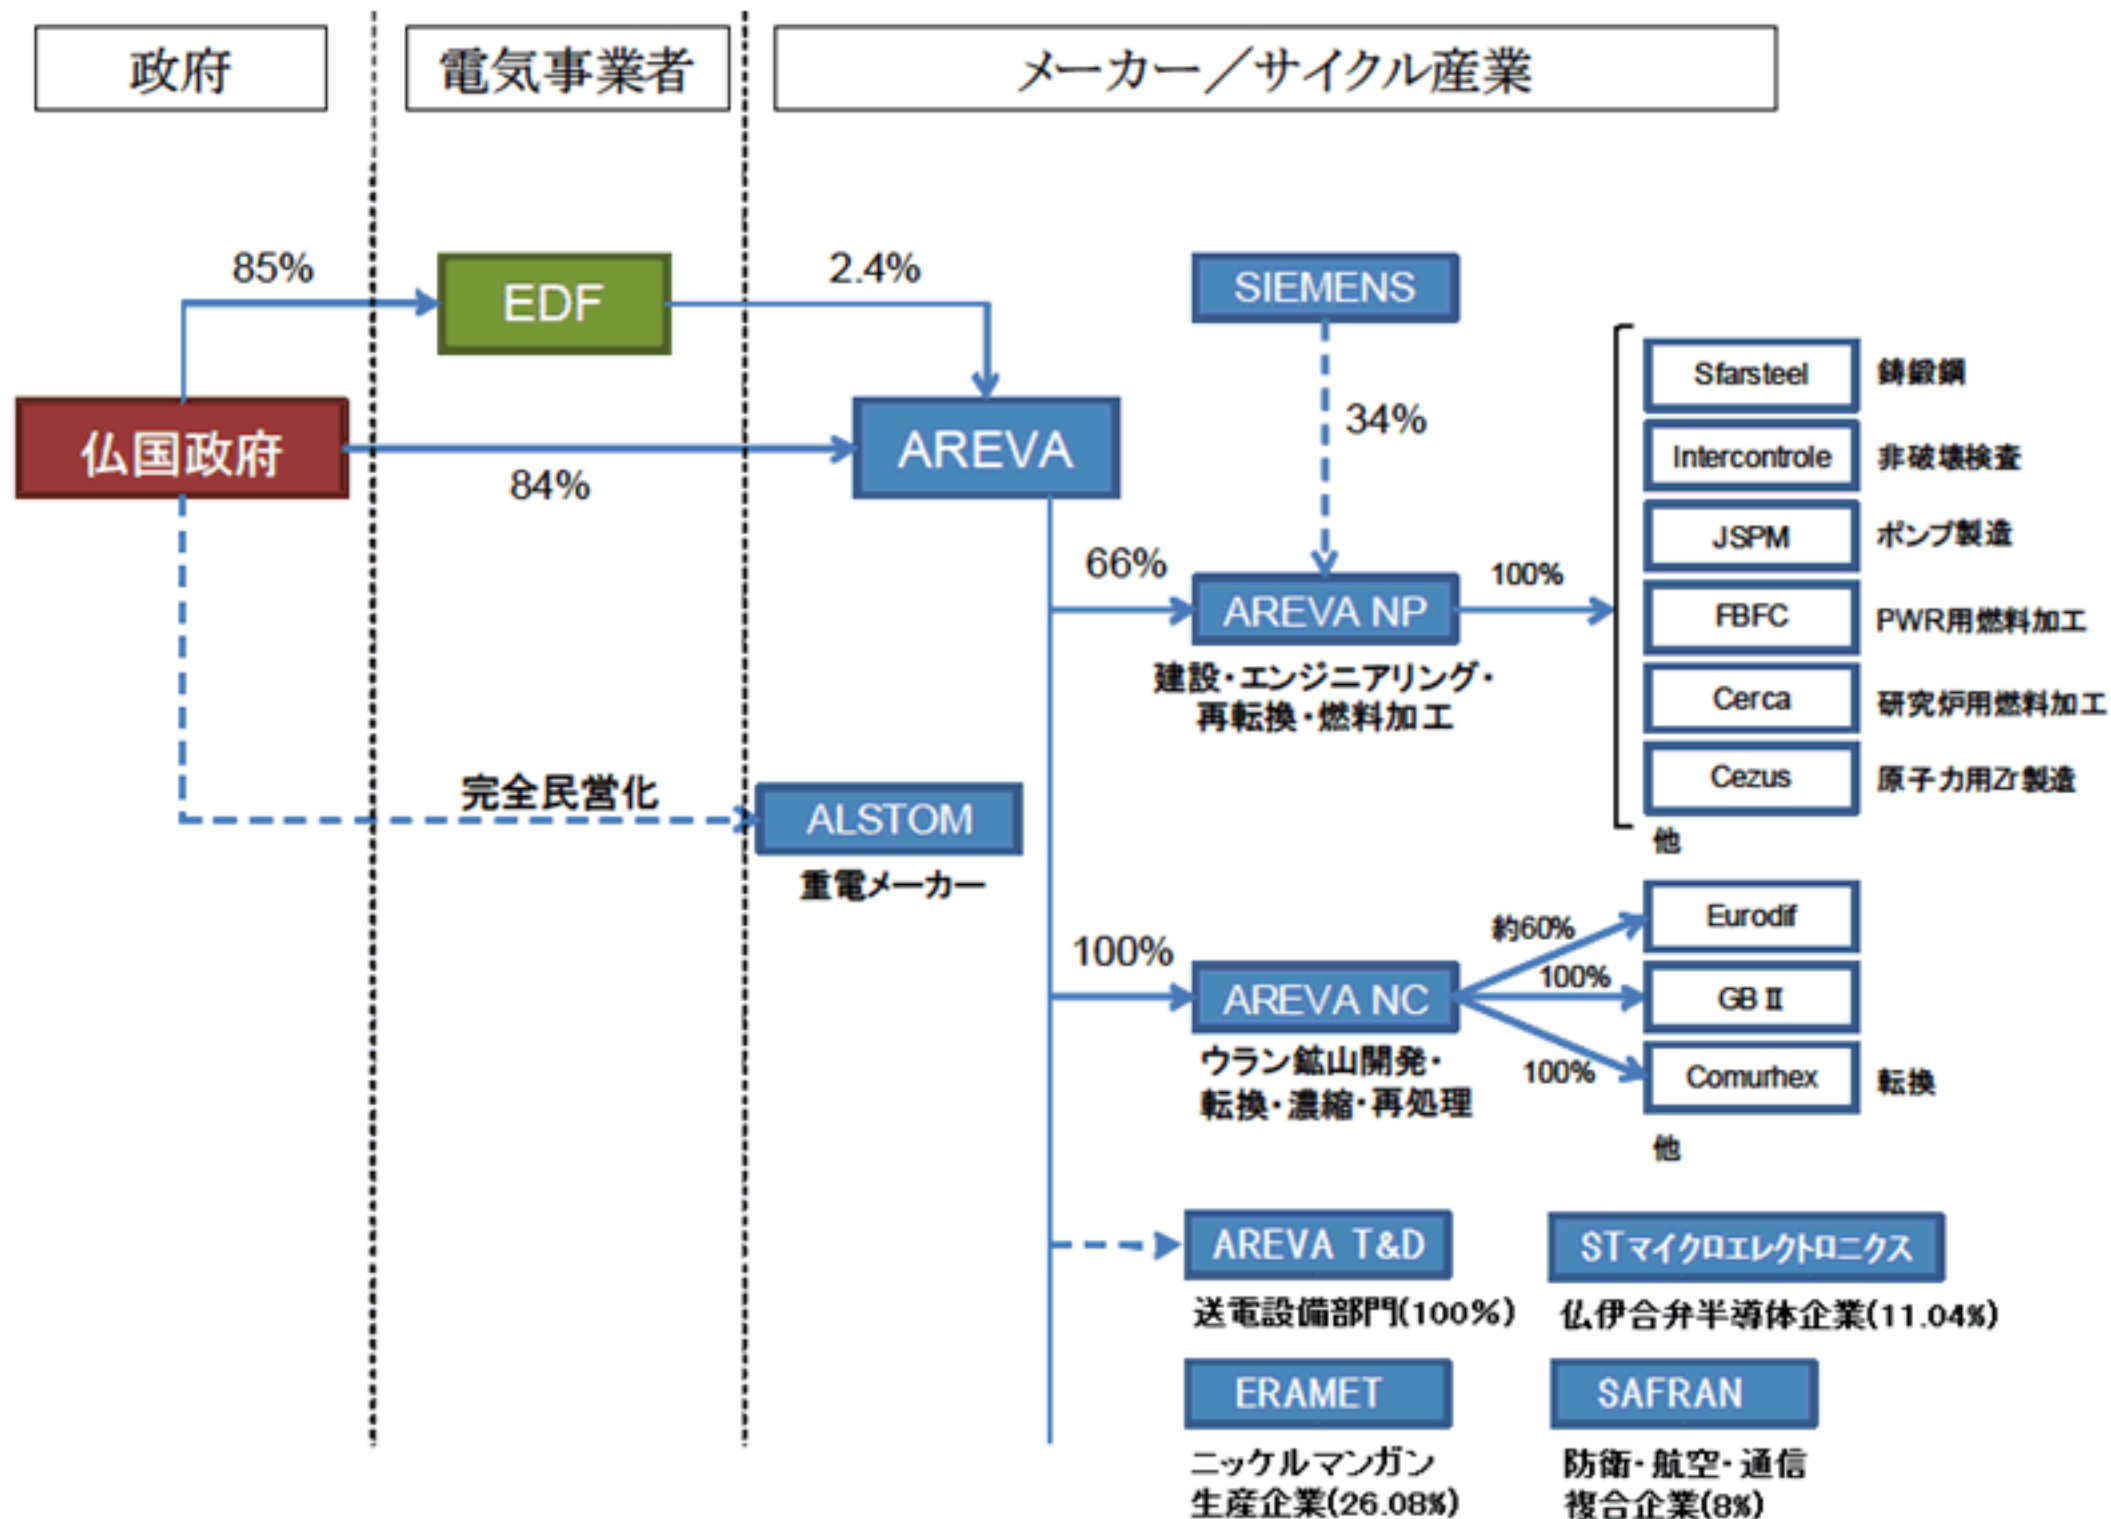 政府
電気事業者
メーカー／サイクル産業
85%
EDF
2.4%
SIEMENS
仏国政府
84%
AREVA
34%
66%
AREVA NP
100%
建設・エンジニアリング・
再転換・燃料加工
Sfarsteel 鋳鍛鋼
Intercontrole 非破壊検査
JSPM ポンプ製造
FBFC PWR用燃料加工
Cerca 研究炉用燃料加工
Cezus 原子力用Zr製造
他
完全民営化
ALSTOM
重電メーカー
100%
AREVA NC
ウラン鉱山開発・
転換・濃縮・再処理
約60%
Eurodif
100%
GBⅡ
100%
Comurhex 転換
他
AREVA T&D
送電設備部門(100%)
STマイクロエレクトロニクス
仏伊合弁半導体企業(11.04%)
ERAMET
ニッケルマンガン
生産企業(26.08%)
SAFRAN
防衛・航空・通信
複合企業(8%)